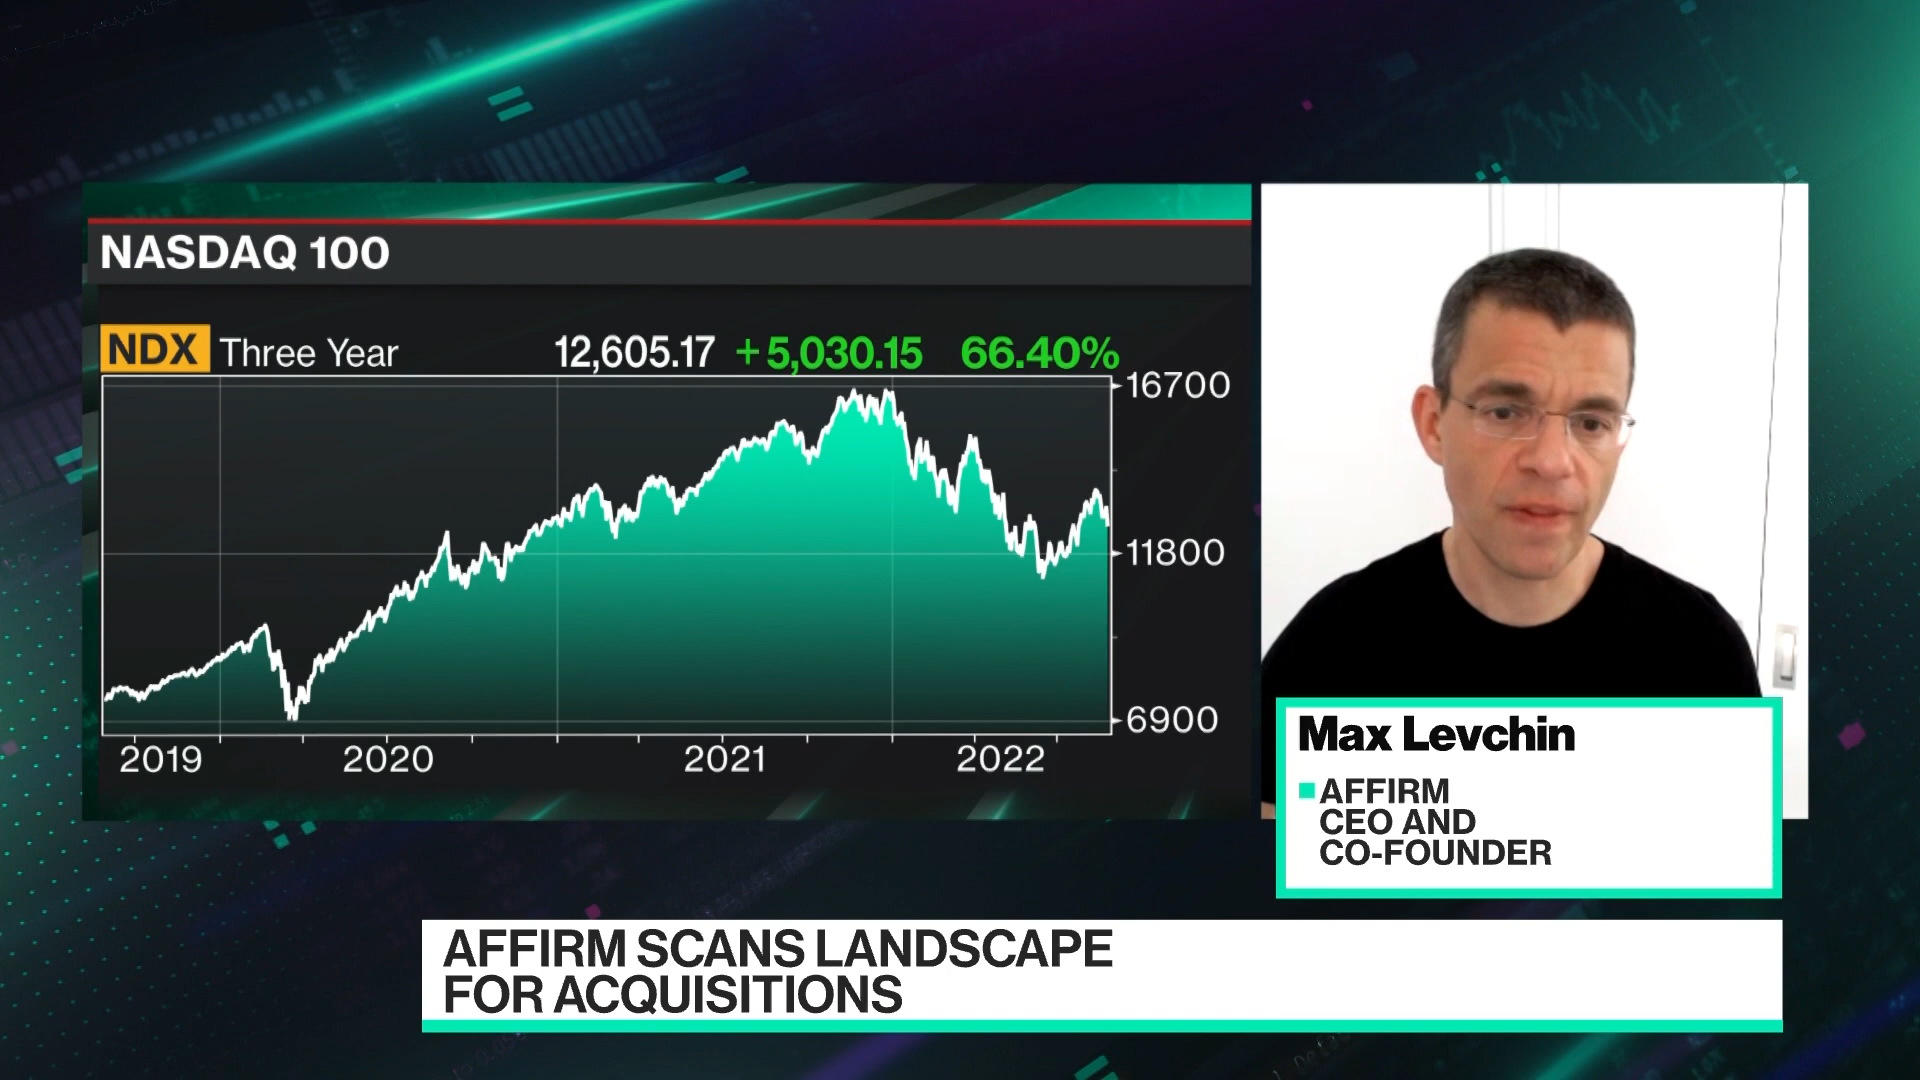 NASDAQ 100
NDX Three Year 12,605.17 +5,030.15 66.40%
16700
11800
6900
2019 2020 2021 2022
Max Levchin
AFFIRM
CEO AND
CO-FOUNDER
AFFIRM SCANS LANDSCAPE
FOR ACQUISITIONS